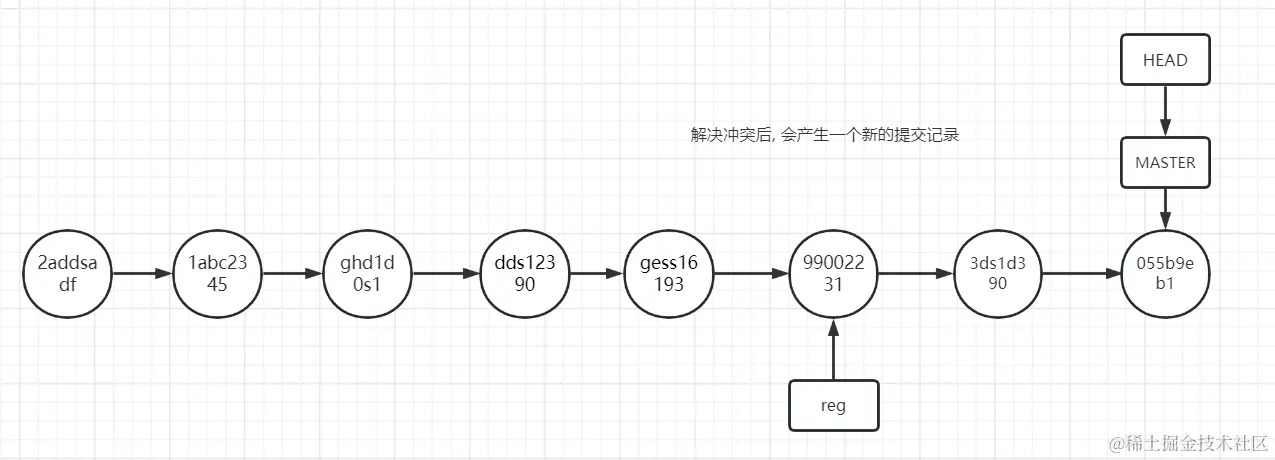 HEAD
解决冲突后, 会产生一个新的提交记录
MASTER
2addsa
df
1abc23
45
ghd1d
0s1
dds123
90
gess16
193
990022
31
3ds1d3
90
055b9e
b1
reg
@稀土掘金技术社区